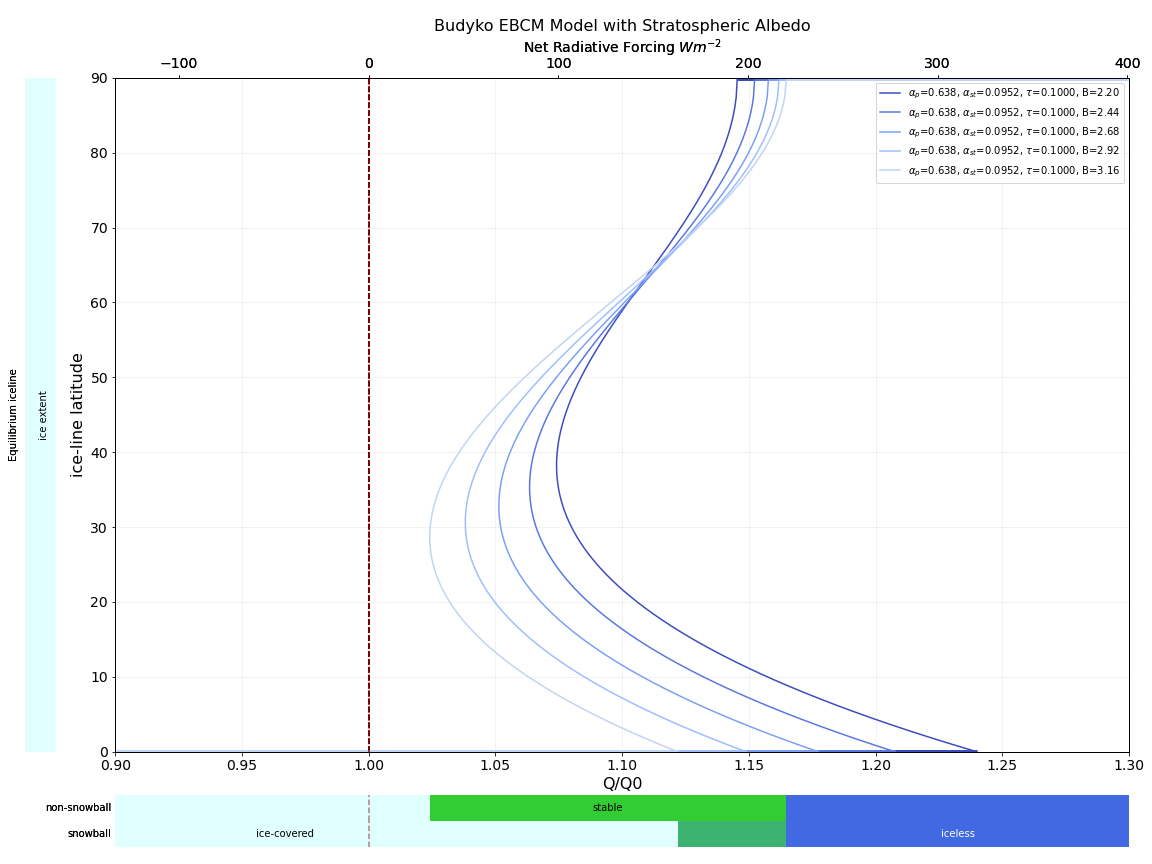 Budyko EBCM Model with Stratospheric Albedo
Net Radiative Forcing Wm⁻²
−100 0 100 200 300 400
90
80
70
60
50
40
30
20
10
0
ice-line latitude
Equilibrium iceline
ice extent
αp=0.638, αst=0.0952, τ=0.1000, B=2.20
αp=0.638, αst=0.0952, τ=0.1000, B=2.44
αp=0.638, αst=0.0952, τ=0.1000, B=2.68
αp=0.638, αst=0.0952, τ=0.1000, B=2.92
αp=0.638, αst=0.0952, τ=0.1000, B=3.16
0.90 0.95 1.00 1.05 1.10 1.15 1.20 1.25 1.30
Q/Q0
non-snowball stable
snowball ice-covered iceless